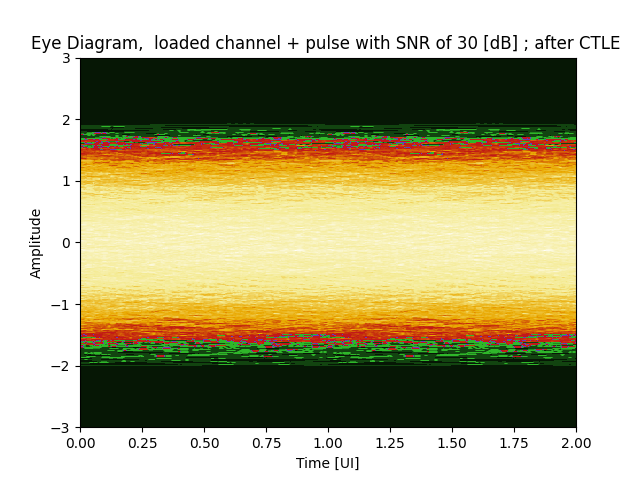 Eye Diagram,  loaded channel + pulse with SNR of 30 [dB] ; after CTLE
3
2
1
0
−1
−2
−3
Amplitude
0.00 0.25 0.50 0.75 1.00 1.25 1.50 1.75 2.00
Time [UI]